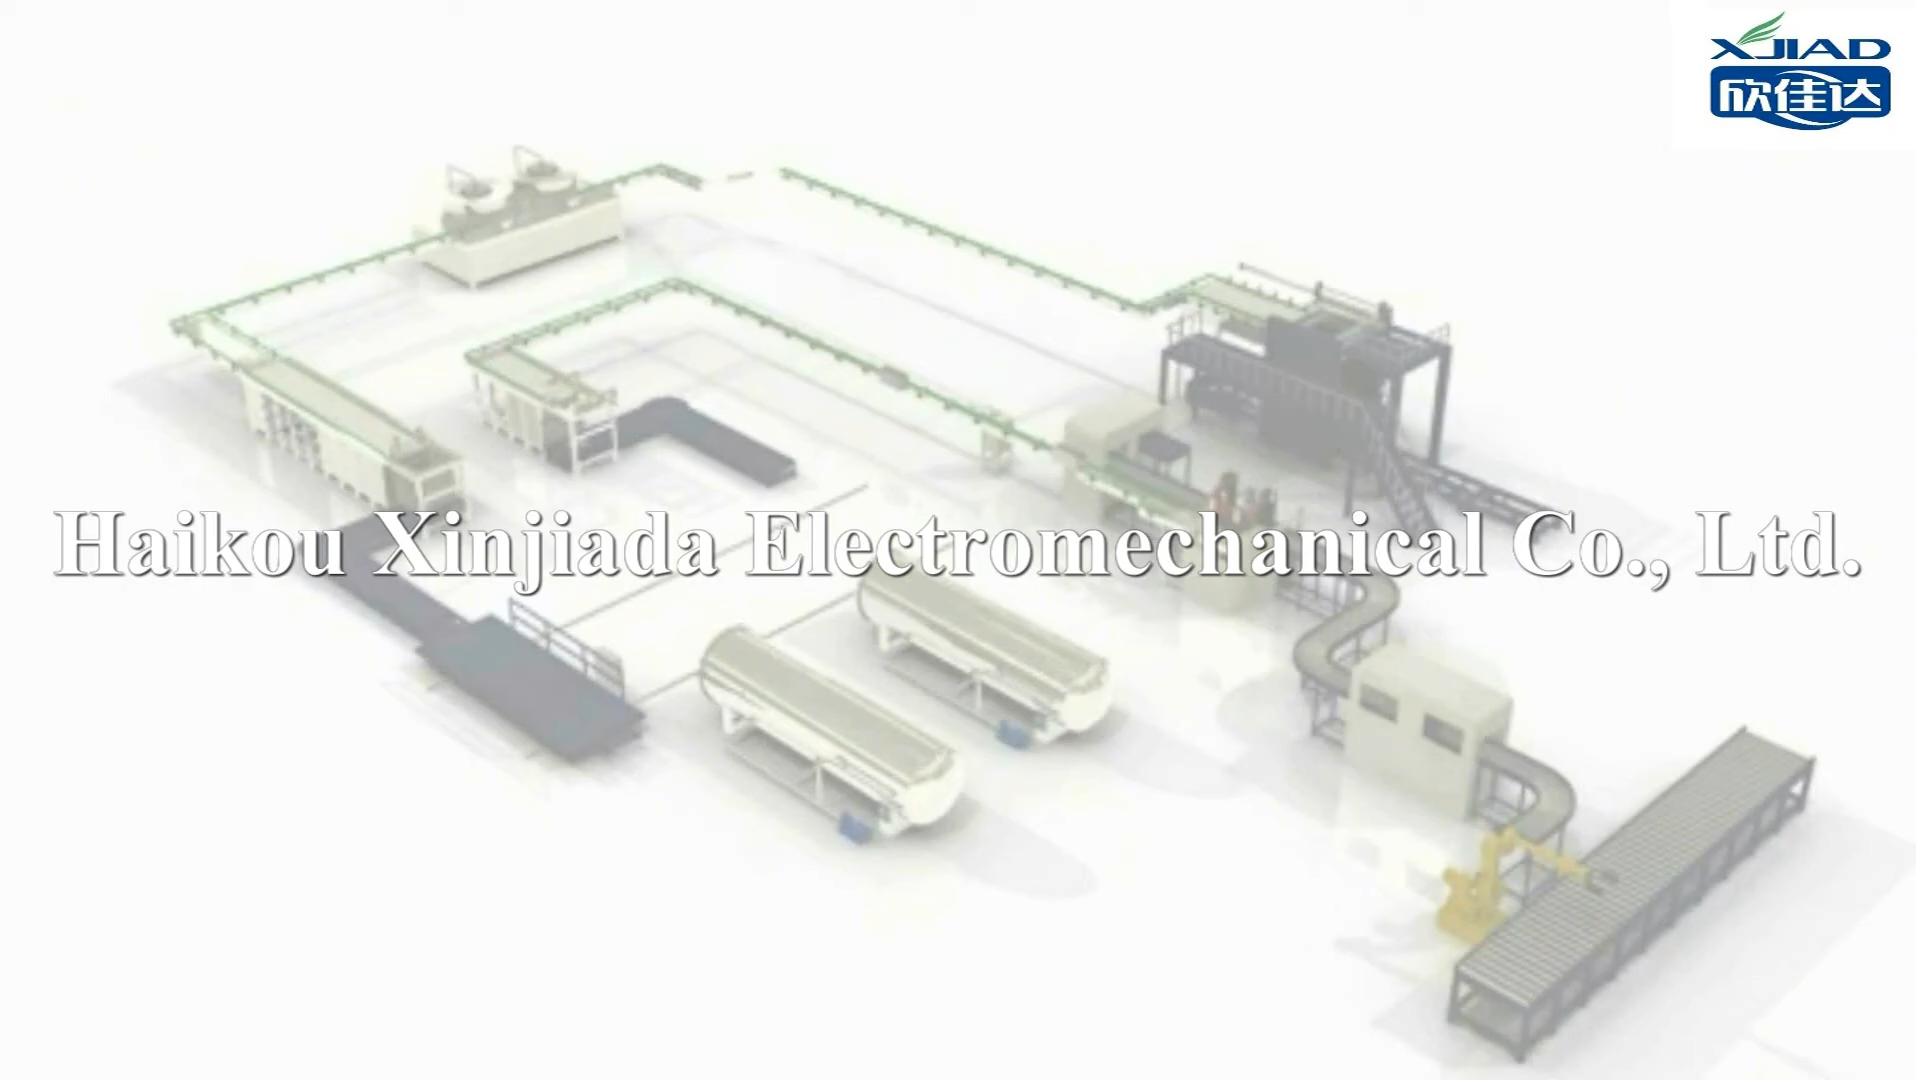 XJIAD
欣佳达
Haikou Xinjiada Electromechanical Co., Ltd.